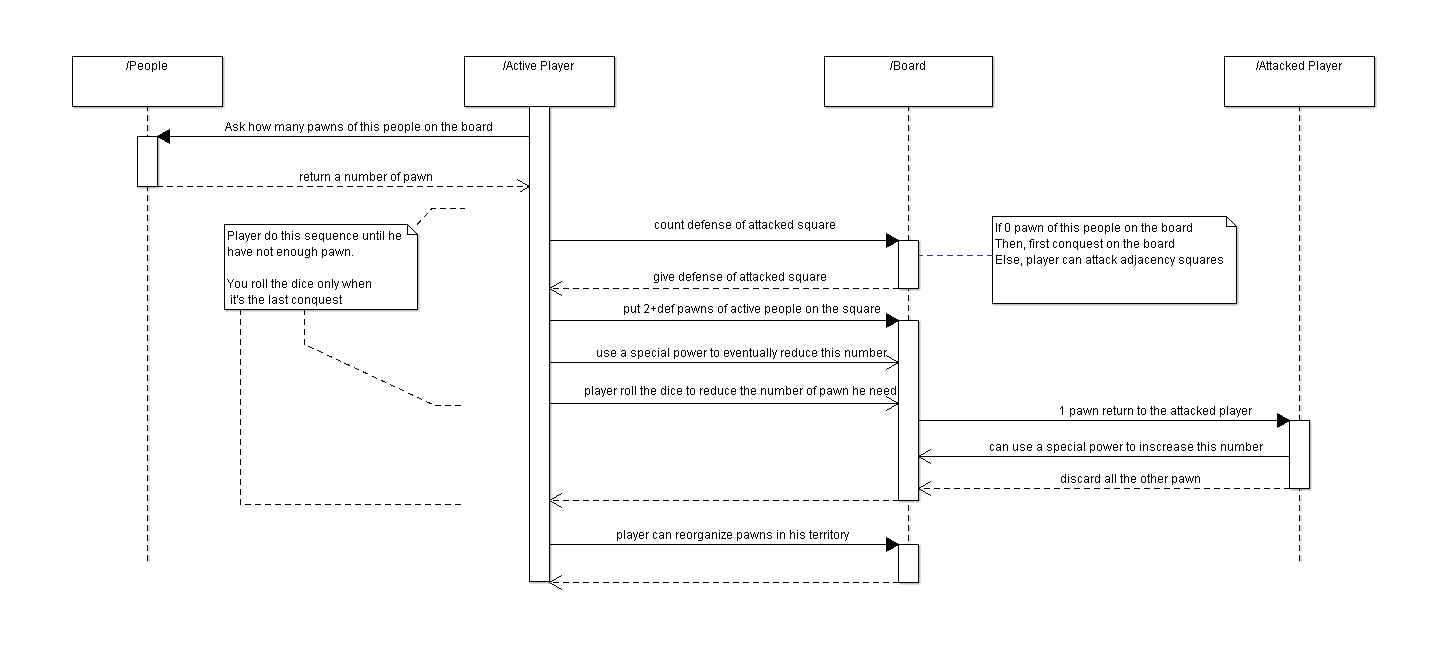 /People
/Active Player
/Board
/Attacked Player
Ask how many pawns of this people on the board
return a number of pawn
Player do this sequence until he
have not enough pawn.
You roll the dice only when
it's the last conquest
count defense of attacked square
If 0 pawn of this people on the board
Then, first conquest on the board
Else, player can attack adjacency squares
give defense of attacked square
put 2+def pawns of active people on the square
use a special power to eventually reduce this number
player roll the dice to reduce the number of pawn he need
1 pawn return to the attacked player
can use a special power to inscrease this number
discard all the other pawn
player can reorganize pawns in his territory